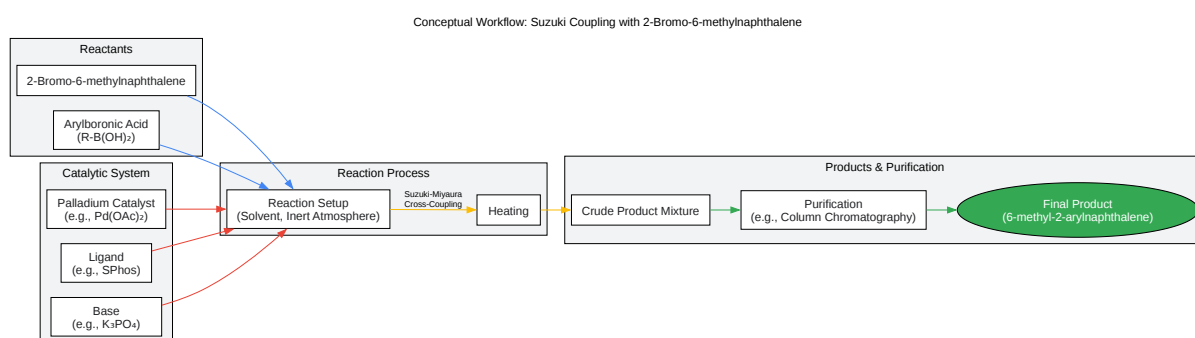 Conceptual Workflow: Suzuki Coupling with 2-Bromo-6-methylnaphthalene
Reactants
2-Bromo-6-methylnaphthalene
Arylboronic Acid
(R-B(OH)₂)
Catalytic System
Palladium Catalyst
(e.g., Pd(OAc)₂)
Ligand
(e.g., SPhos)
Base
(e.g., K₃PO₄)
Reaction Process
Reaction Setup
(Solvent, Inert Atmosphere)
Suzuki-Miyaura
Cross-Coupling
Heating
Products & Purification
Crude Product Mixture
Purification
(e.g., Column Chromatography)
Final Product
(6-methyl-2-arylnaphthalene)